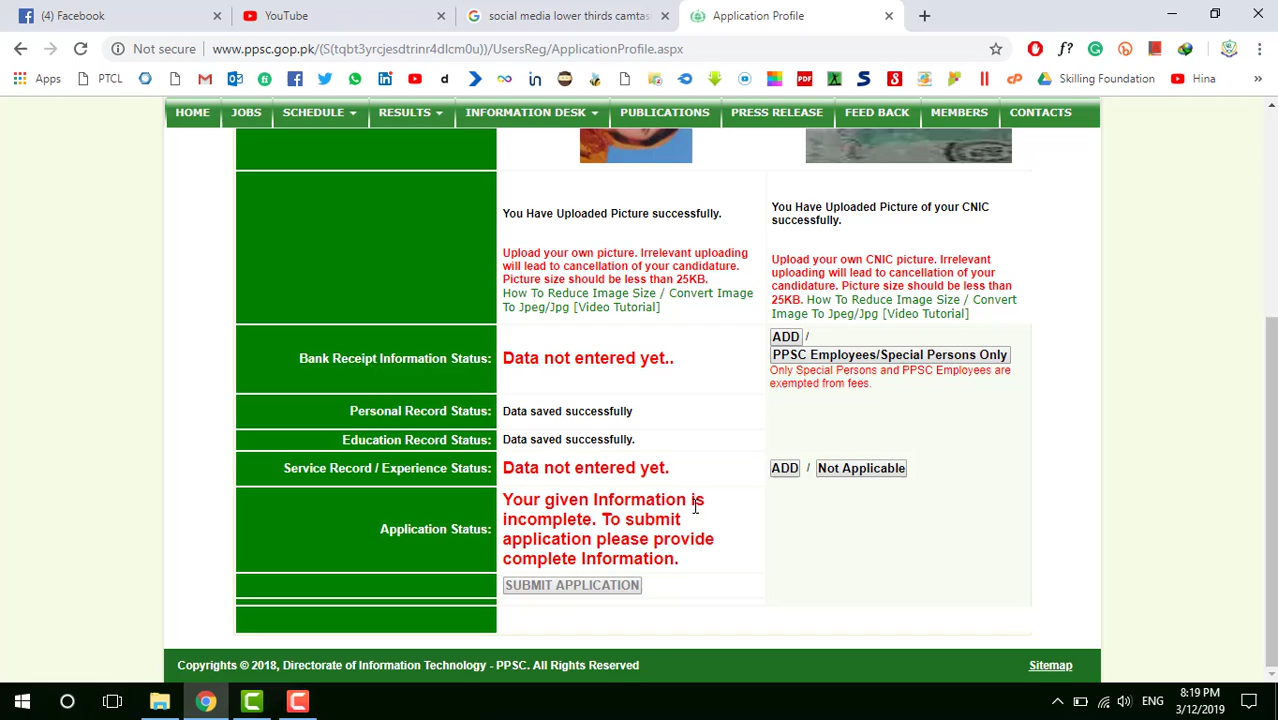 (3) Facebook
YouTube
social media lower thirds camtas
Application Profile
Not secure
www.ppsc.gop.pk/(S(tqbt3yrcjesdtrinr4dlcm0u))/UsersReg/ApplicationProfile.aspx
Apps
PTCL
Skilling Foundation
Hina
HOME JOBS SCHEDULE RESULTS INFORMATION DESK PUBLICATIONS PRESS RELEASE FEED BACK MEMBERS CONTACTS
You Have Uploaded Picture successfully.
Upload your own picture. Irrelevant uploading
will lead to cancellation of your candidature.
Picture size should be less than 25KB.
How To Reduce Image Size / Convert Image
To Jpeg/Jpg [Video Tutorial]
You Have Uploaded Picture of your CNIC
successfully.
Upload your own CNIC picture. Irrelevant
uploading will lead to cancellation of your
candidature. Picture size should be less than
25KB. How To Reduce Image Size / Convert
Image To Jpeg/Jpg [Video Tutorial]
Bank Receipt Information Status:
Data not entered yet..
ADD /
PPSC Employees/Special Persons Only
Only Special Persons and PPSC Employees are
exempted from fees.
Personal Record Status:
Data saved successfully
Education Record Status:
Data saved successfully.
Service Record / Experience Status:
Data not entered yet.
ADD / Not Applicable
Application Status:
Your given Information is
incomplete. To submit
application please provide
complete Information.
SUBMIT APPLICATION
Copyrights © 2018, Directorate of Information Technology - PPSC. All Rights Reserved
Sitemap
ENG
8:19 PM
3/12/2019